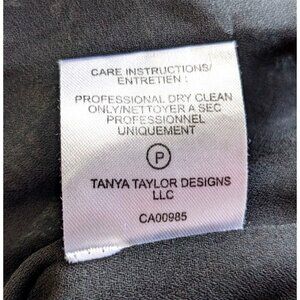 CARE INSTRUCTIONS/
ENTRETIEN :
PROFESSIONAL DRY CLEAN
ONLY/NETTOYER A SEC
PROFESSIONNEL
UNIQUEMENT
P
TANYA TAYLOR DESIGNS
LLC
CA00985